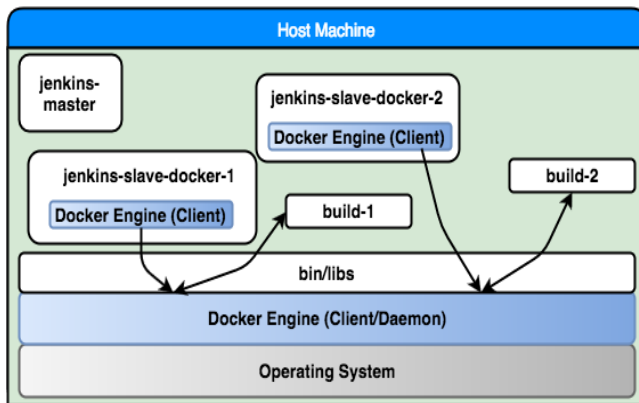 Host Machine
jenkins-
master
jenkins-slave-docker-2
Docker Engine (Client)
jenkins-slave-docker-1
Docker Engine (Client)
build-1
build-2
bin/libs
Docker Engine (Client/Daemon)
Operating System